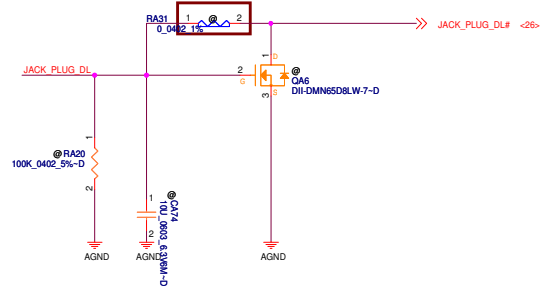 RA31 1 @ 2
0_0402_1%
JACK_PLUG_DL# <26>
JACK_PLUG_DL
1 D
2 G
3 S
@
QA6
DII-DMN65D8LW-7~D
1
@ RA20
100K_0402_5%~D
2
1
@ CA74
10U_0603_6.3V6M~D
2
AGND
AGND
AGND